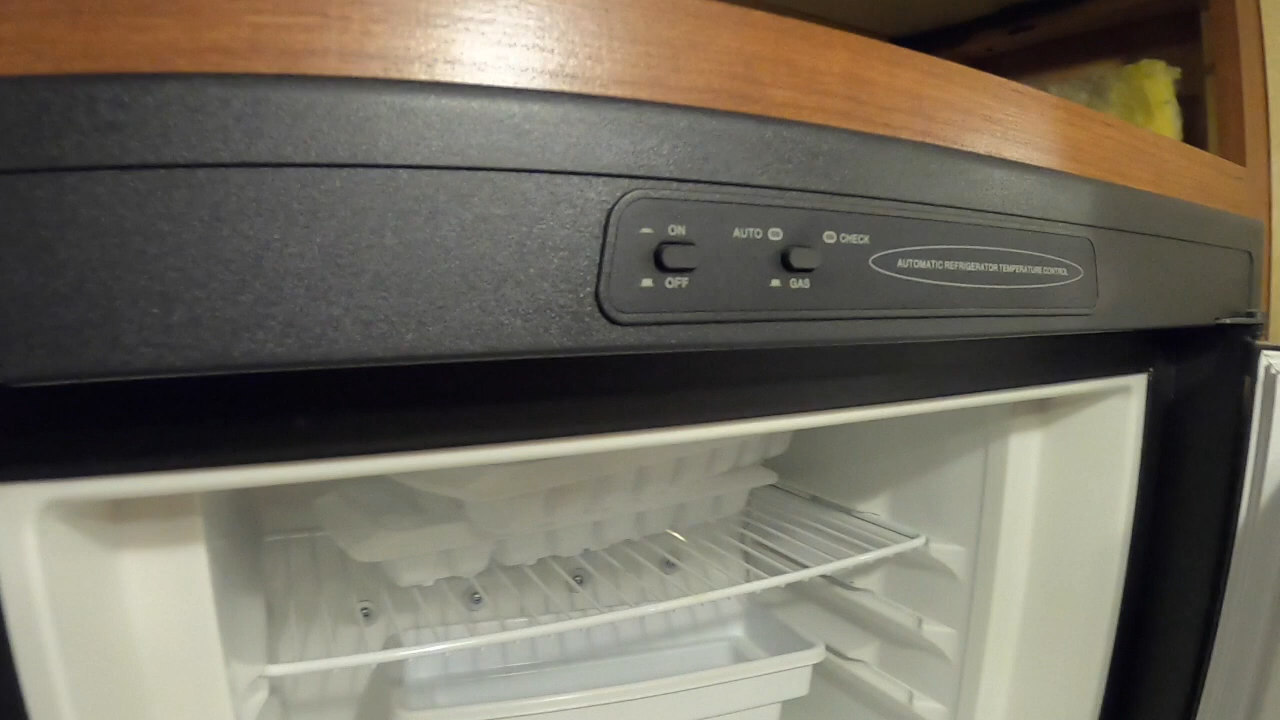 ON
OFF
AUTO
CHECK
GAS
AUTOMATIC REFRIGERATOR TEMPERATURE CONTROL